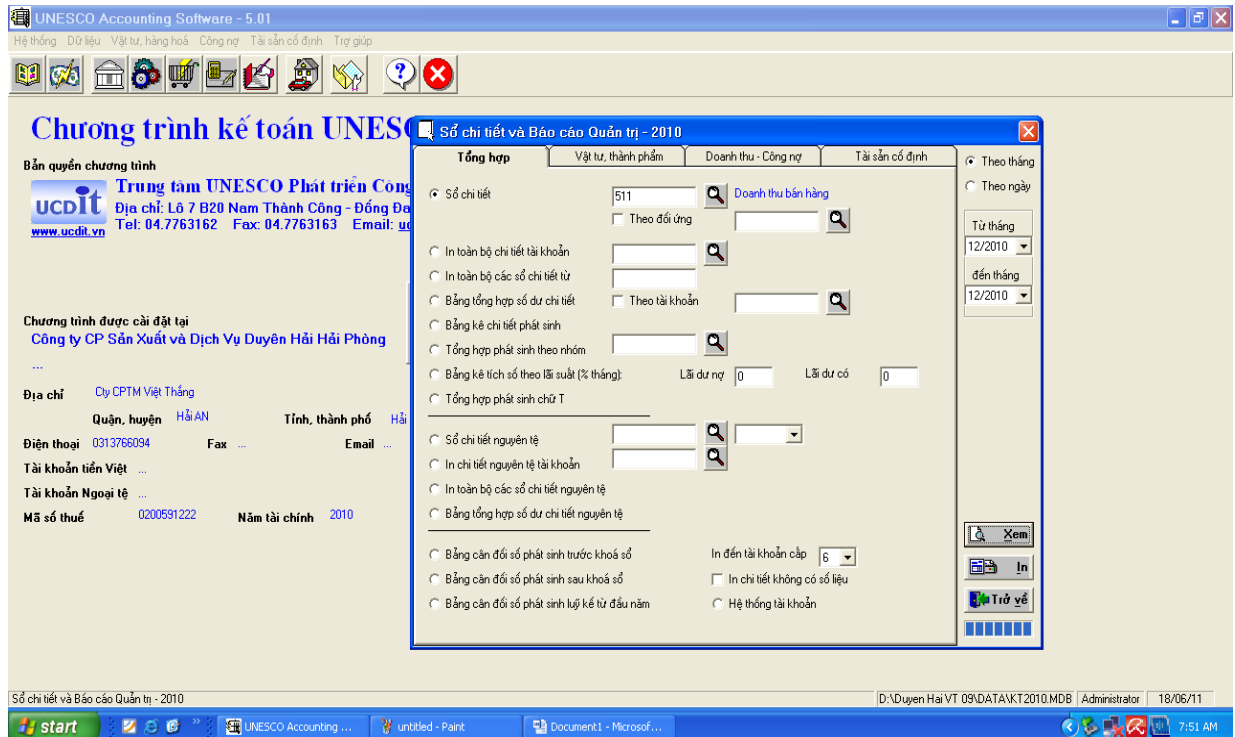 UNESCO Accounting Software - 5.01
Hệ thống Dữ liệu Vật tư, hàng hoá Công nợ Tài sản cố định Trợ giúp
Chương trình kế toán UNES
Bản quyền chương trình
UCDIT
www.ucdit.vn
Trung tâm UNESCO Phát triển Công
Địa chỉ: Lô 7 B20 Nam Thành Công - Đống Đa
Tel: 04.7763162 Fax: 04.7763163 Email: uc
Chương trình được cài đặt tại
Công ty CP Sản Xuất và Dịch Vụ Duyên Hải Hải Phòng
...
Địa chỉ Cty CPTM Việt Thắng
Quận, huyện Hải AN Tỉnh, thành phố Hải
Điện thoại 0313766094 Fax ... Email ...
Tài khoản tiền Việt ...
Tài khoản Ngoại tệ ...
Mã số thuế 0200591222 Năm tài chính 2010
Sổ chi tiết và Báo cáo Quản trị - 2010
Tổng hợp Vật tư, thành phẩm Doanh thu - Công nợ Tài sản cố định
Sổ chi tiết 511 Doanh thu bán hàng
Theo đối ứng
In toàn bộ chi tiết tài khoản
In toàn bộ các sổ chi tiết từ
Bảng tổng hợp số dư chi tiết Theo tài khoản
Bảng kê chi tiết phát sinh
Tổng hợp phát sinh theo nhóm
Bảng kê tích số theo lãi suất (% tháng): Lãi dư nợ 0 Lãi dư có 0
Tổng hợp phát sinh chữ T
Sổ chi tiết nguyên tệ
In chi tiết nguyên tệ tài khoản
In toàn bộ các sổ chi tiết nguyên tệ
Bảng tổng hợp số dư chi tiết nguyên tệ
Bảng cân đối số phát sinh trước khoá sổ In đến tài khoản cấp 6
Bảng cân đối số phát sinh sau khoá sổ In chi tiết không có số liệu
Bảng cân đối số phát sinh luỹ kế từ đầu năm Hệ thống tài khoản
Theo tháng
Theo ngày
Từ tháng
12/2010
đến tháng
12/2010
Xem
In
Trở về
Sổ chi tiết và Báo cáo Quản trị - 2010 D:\Duyen Hai VT 09\DATA\KT2010.MDB Administrator 18/06/11
start UNESCO Accounting ... untitled - Paint Document1 - Microsof... 7:51 AM